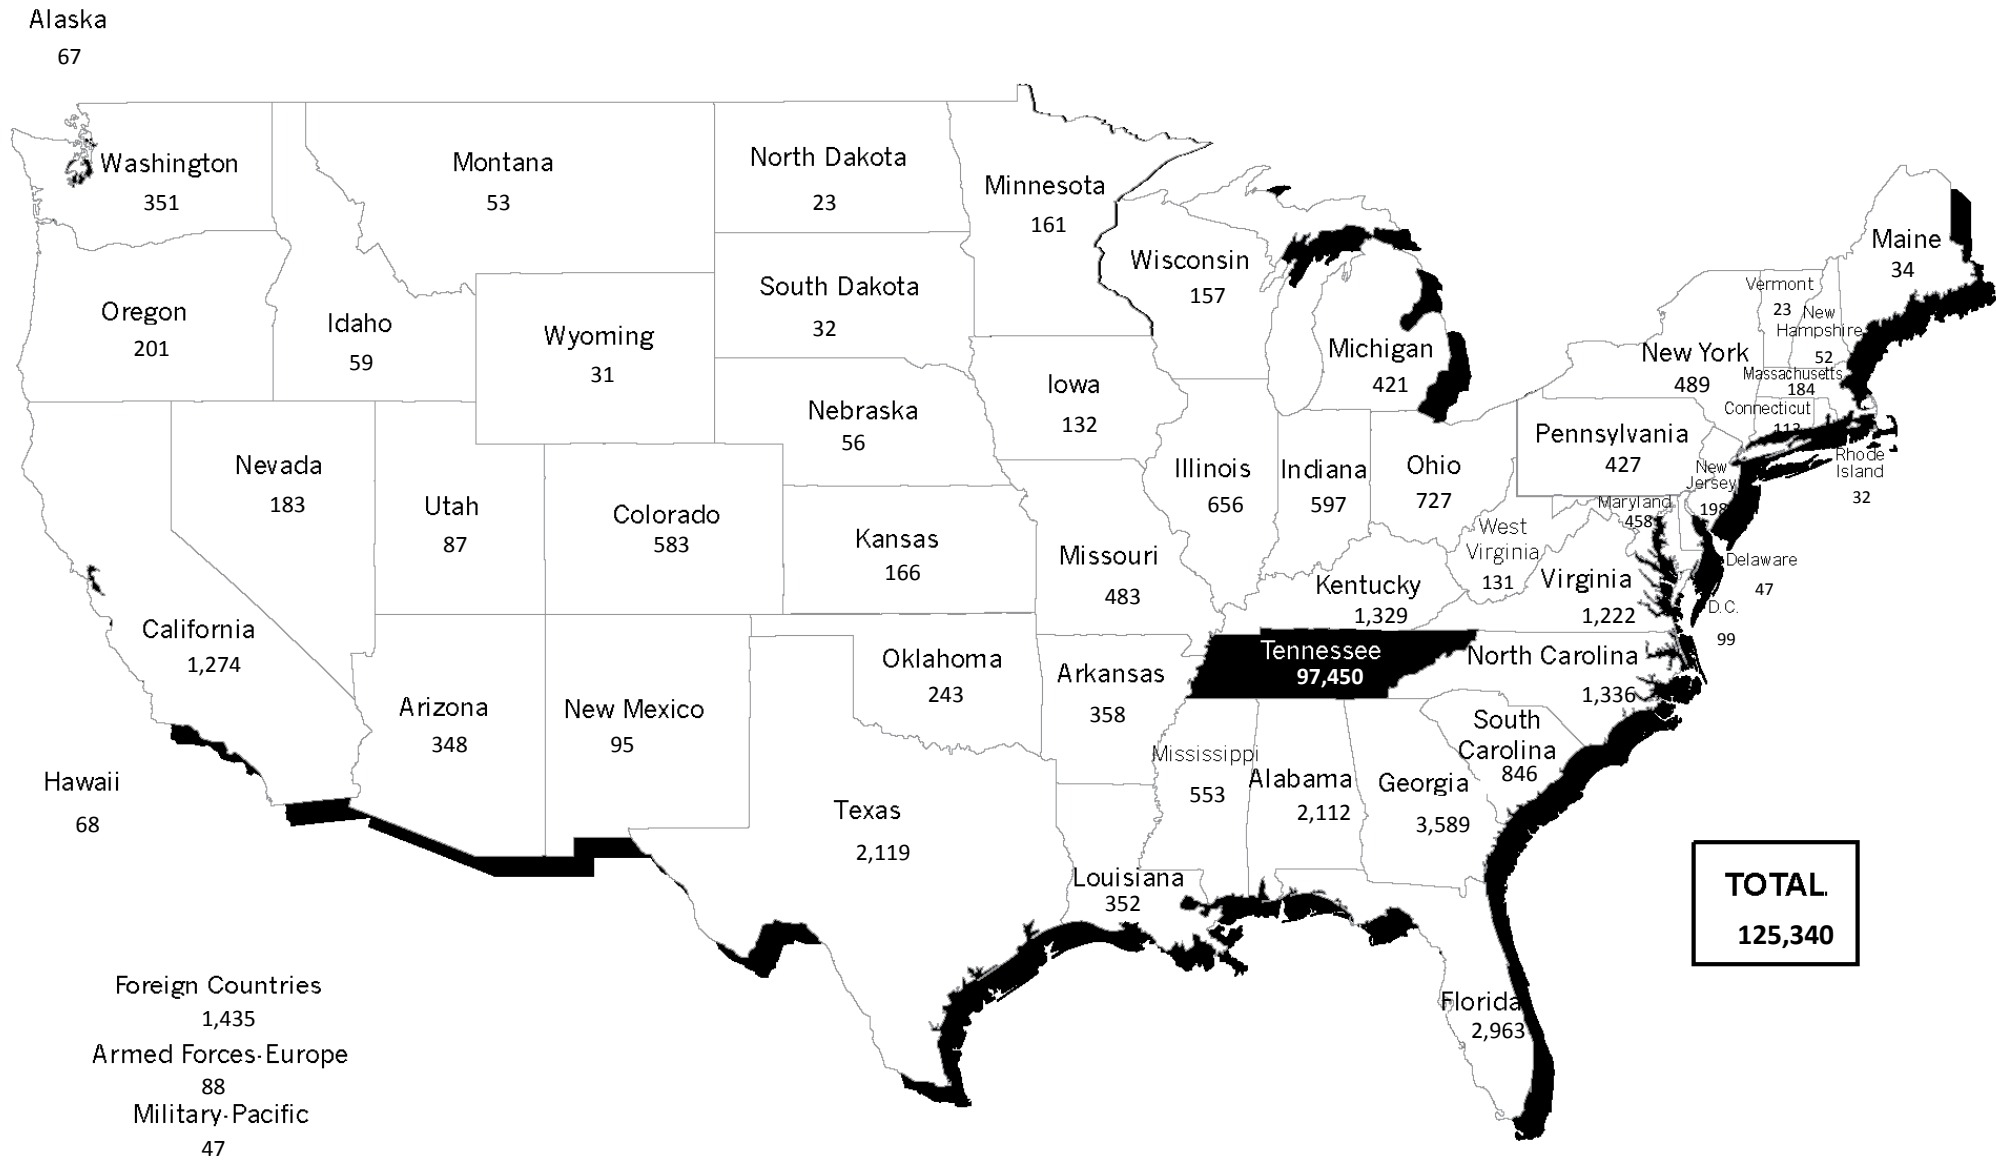 Alaska
67
Washington
351
Montana
53
North Dakota
23
Minnesota
161
Wisconsin
157
Maine
34
Vermont
23
New
Hampshire
52
Oregon
201
Idaho
59
Wyoming
31
South Dakota
32
Michigan
421
New York
489
Massachusetts
184
Connecticut
113
Rhode
Island
32
Iowa
132
Nebraska
56
Pennsylvania
427
New
Jersey
198
Nevada
183
Utah
87
Colorado
583
Kansas
166
Missouri
483
Illinois
656
Indiana
597
Ohio
727
West
Virginia
131
Maryland
458
Delaware
47
D.C.
99
Virginia
1,222
Kentucky
1,329
California
1,274
Tennessee
97,450
North Carolina
1,336
Arizona
348
New Mexico
95
Oklahoma
243
Arkansas
358
South
Carolina
846
Mississippi
553
Alabama
2,112
Georgia
3,589
Hawaii
68
Texas
2,119
Louisiana
352
Florida
2,963
TOTAL
125,340
Foreign Countries
1,435
Armed Forces-Europe
88
Military-Pacific
47